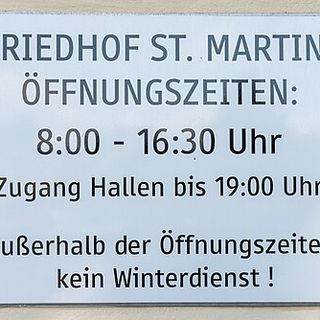 RIEDHOF ST. MARTIN
ÖFFNUNGSZEITEN:
8:00 - 16:30 Uhr
Zugang Hallen bis 19:00 Uhr
ußerhalb der Öffnungszeite
kein Winterdienst !